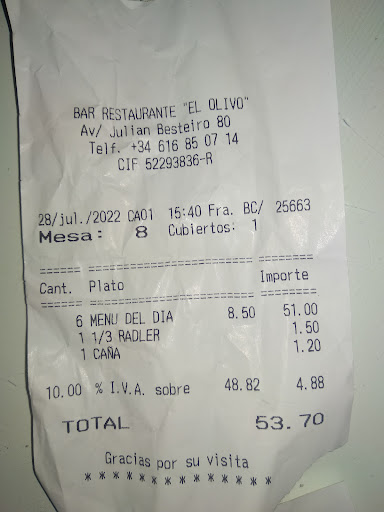 BAR RESTAURANTE "EL OLIVO"
Av/ Julian Besteiro 80
Telf. +34 616 85 07 14
CIF 52293836-R
28/jul./2022 CA01 15:40 Fra. BC/ 25663
Mesa: 8 Cubiertos: 1
Cant. Plato Importe
6 MENU DEL DIA 8.50 51.00
1 1/3 RADLER 1.50
1 CAÑA 1.20
10.00 % I.V.A. sobre 48.82 4.88
TOTAL 53.70
Gracias por su visita
* * * * * * * * * * * * * * *